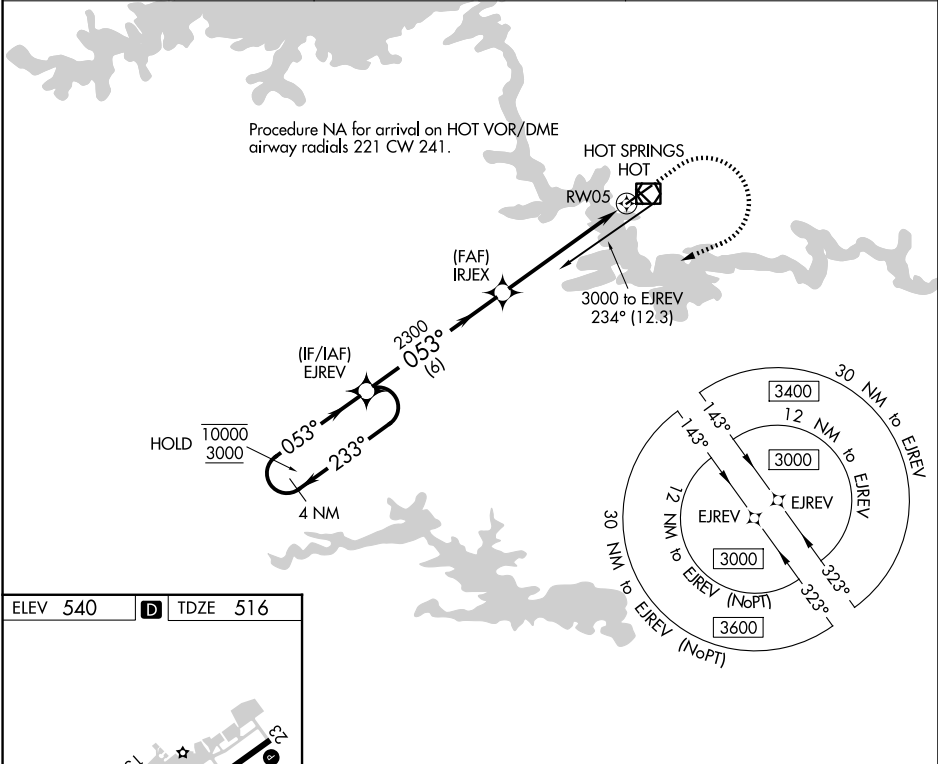 Procedure NA for arrival on HOT VOR/DME
airway radials 221 CW 241.
HOT SPRINGS
HOT
RW05
(FAF)
IRJEX
3000 to EJREV
234° (12.3)
2300
053°
(6)
(IF/IAF)
EJREV
HOLD
10000
3000
053°
233°
4 NM
30 NM to EJREV
3400
143°
12 NM to EJREV
3000
EJREV
323°
143°
EJREV
12 NM to EJREV (NoPT)
3000
323°
3600
30 NM to EJREV (NoPT)
ELEV 540
D
TDZE 516
23
P